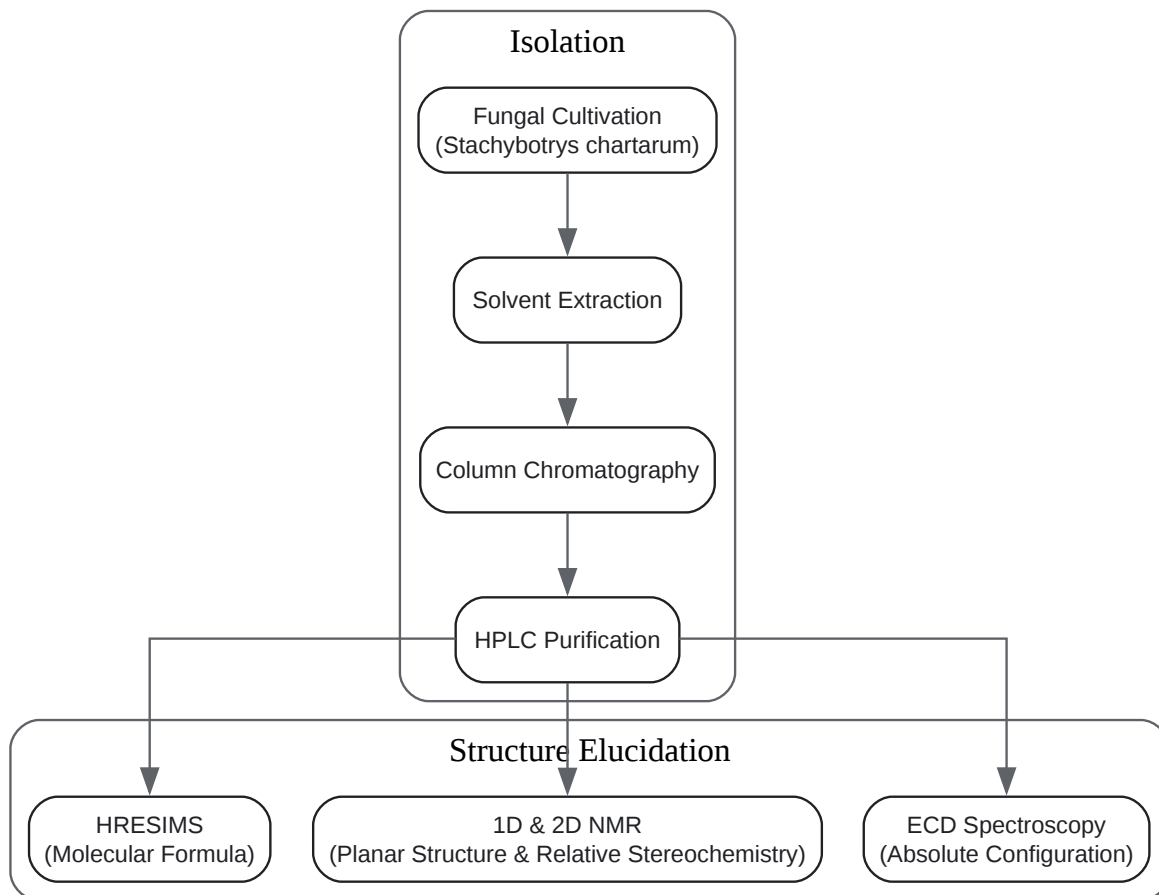 Isolation
Fungal Cultivation
(Stachybotrys chartarum)
Solvent Extraction
Column Chromatography
HPLC Purification
Structure Elucidation
HRESIMS
(Molecular Formula)
1D & 2D NMR
(Planar Structure & Relative Stereochemistry)
ECD Spectroscopy
(Absolute Configuration)